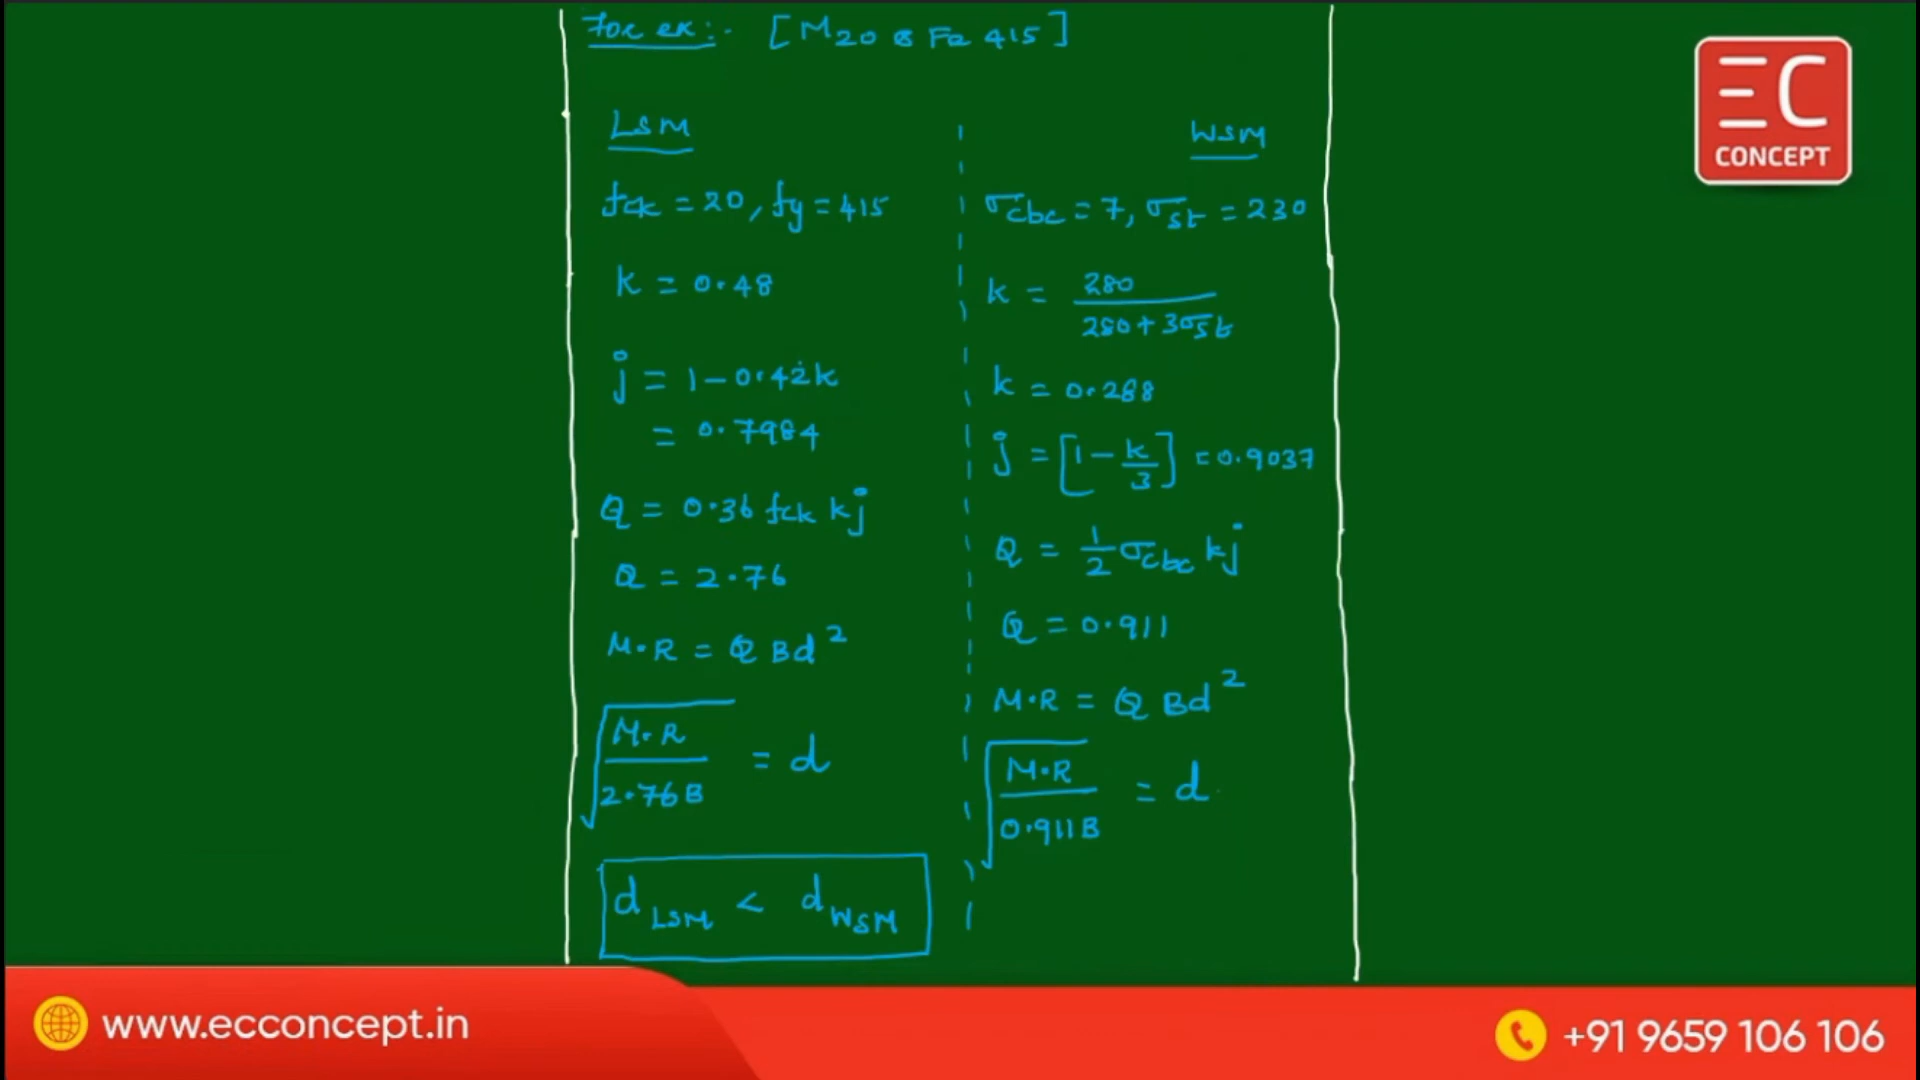 For ex:- [M20 & Fe 415]
LSM
fck = 20, fy = 415
k = 0.48
j = 1 - 0.42k
= 0.7984
Q = 0.36 fck kj
Q = 2.76
M.R = Q Bd²
√(M.R / 2.76B) = d
d LSM < d WSM
WSM
σcbc = 7, σst = 230
k = 280 / (280 + 3σst)
k = 0.288
j = [1 - k/3] = 0.9037
Q = 1/2 σcbc kj
Q = 0.911
M.R = Q Bd²
√(M.R / 0.911B) = d
EC
CONCEPT
www.ecconcept.in
+91 9659 106 106